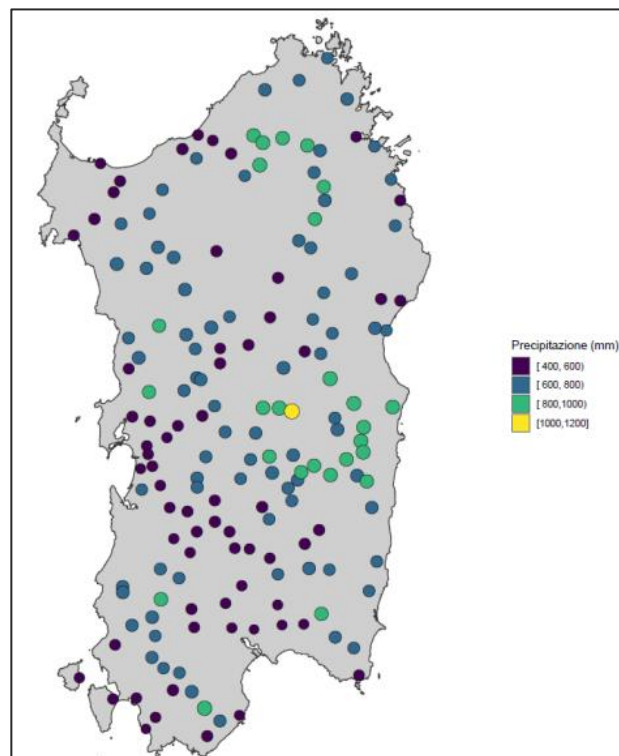 Precipitazione (mm)
[ 400, 600)
[ 600, 800)
[ 800,1000)
[1000,1200]